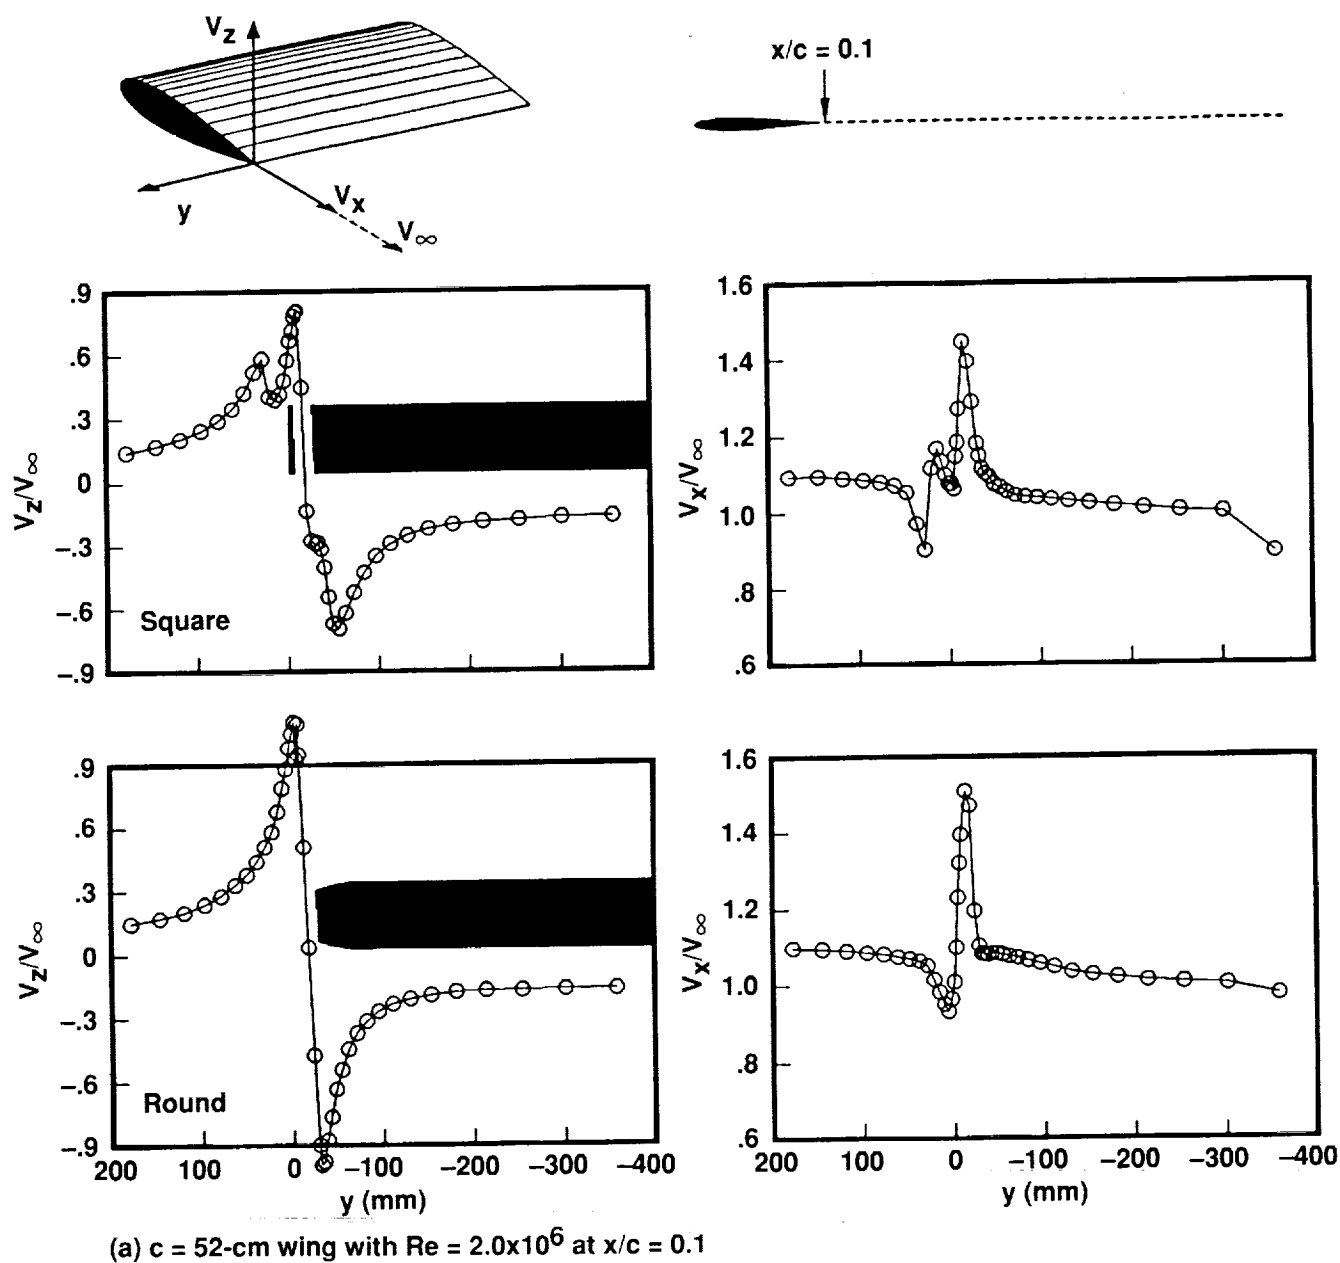 V_z
x/c = 0.1
y
V_x
V_∞
.9
.6
.3
0
–.3
–.6
–.9
V_z/V_∞
Square
1.6
1.4
1.2
1.0
.8
.6
V_x/V_∞
.9
.6
.3
0
–.3
–.6
–.9
V_z/V_∞
Round
200 100 0 –100 –200 –300 –400
y (mm)
1.6
1.4
1.2
1.0
.8
.6
V_x/V_∞
200 100 0 –100 –200 –300 –400
y (mm)
(a) c = 52-cm wing with Re = 2.0x10^6 at x/c = 0.1